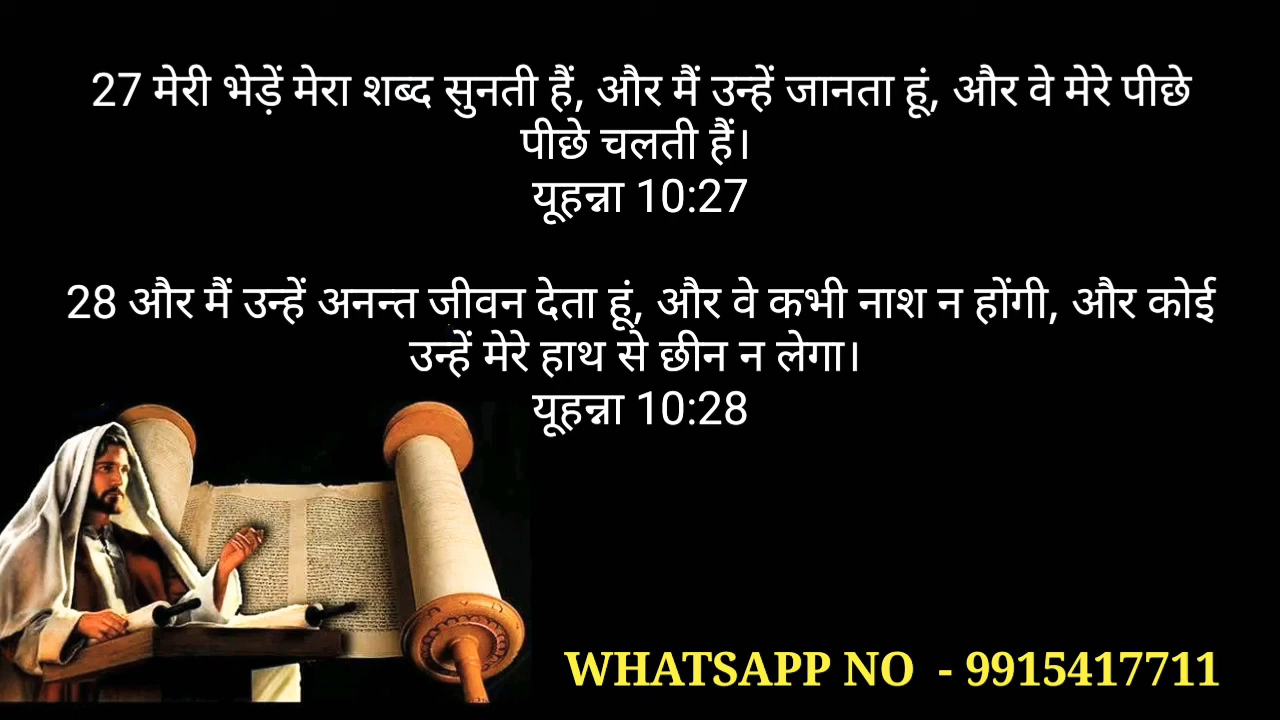 27 मेरी भेड़ें मेरा शब्द सुनती हैं, और मैं उन्हें जानता हूं, और वे मेरे पीछे
पीछे चलती हैं।
यूहन्ना 10:27
28 और मैं उन्हें अनन्त जीवन देता हूं, और वे कभी नाश न होंगी, और कोई
उन्हें मेरे हाथ से छीन न लेगा।
यूहन्ना 10:28
WHATSAPP NO - 9915417711